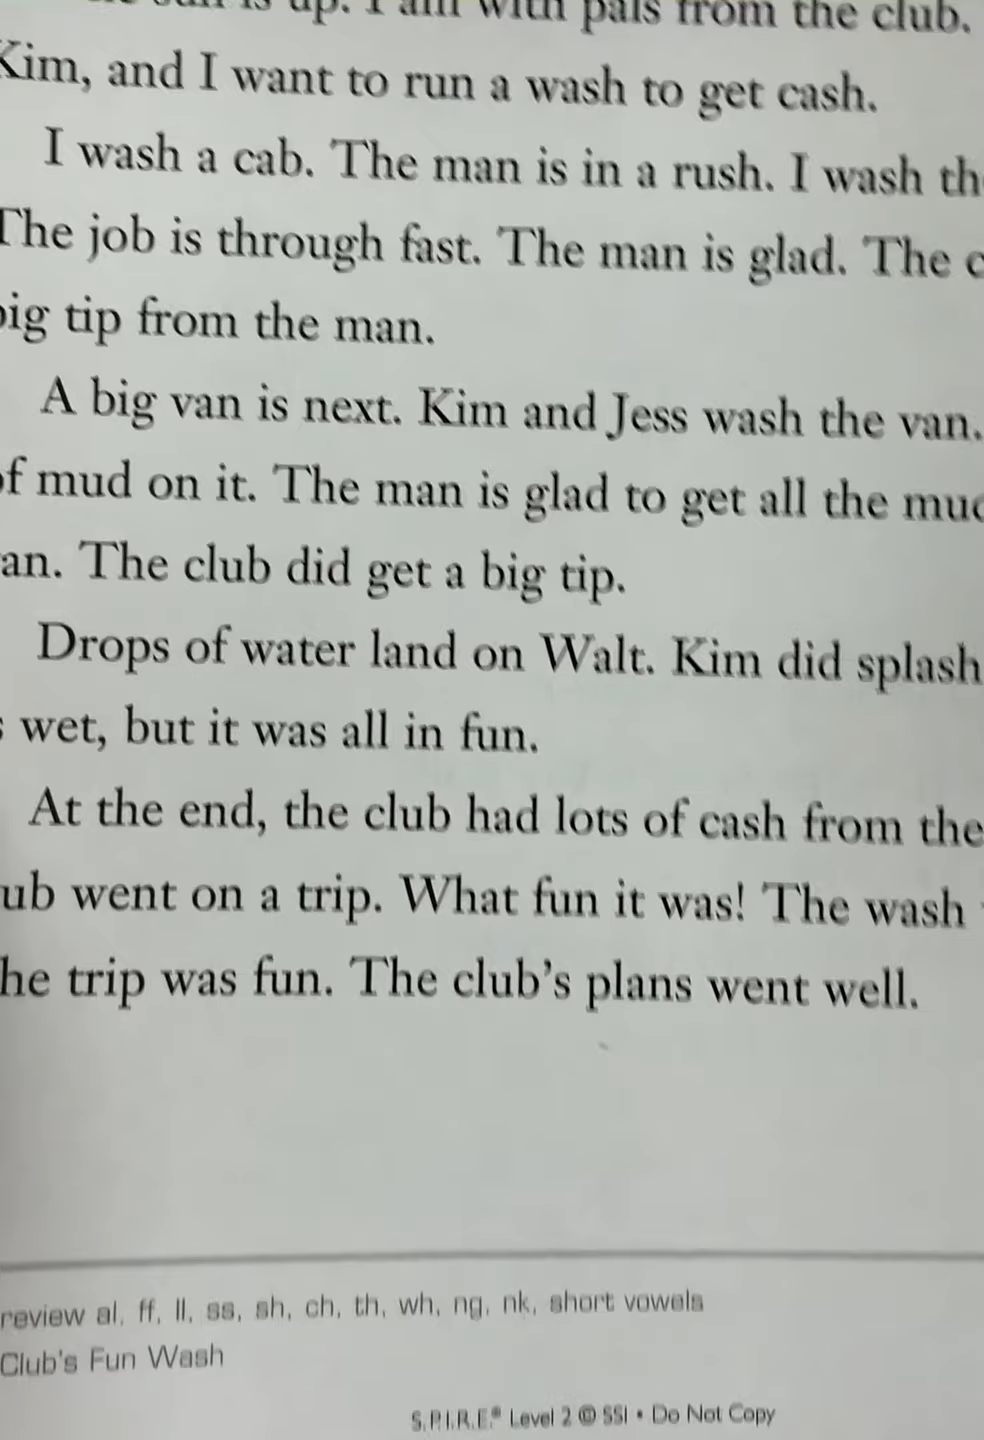 is up. I am with pals from the club.
Kim, and I want to run a wash to get cash.
I wash a cab. The man is in a rush. I wash
The job is through fast. The man is glad. The
big tip from the man.
A big van is next. Kim and Jess wash the van.
of mud on it. The man is glad to get all the
The club did get a big tip.
Drops of water land on Walt. Kim did splash
wet, but it was all in fun.
At the end, the club had lots of cash from the
went on a trip. What fun it was! The wash
trip was fun. The club's plans went well.
review al, ff, ll, ss, sh, ch, th, wh, ng, nk, short vowels
Club's Fun Wash
S.P.I.R.E.® Level 2 © SSI • Do Not Copy